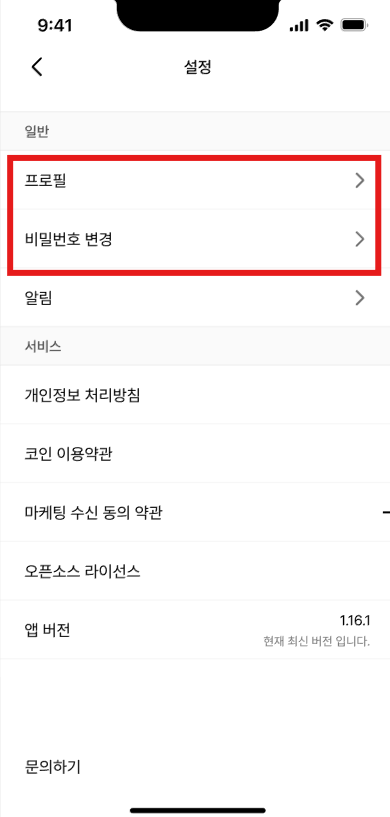 9:41
설정
일반
프로필
비밀번호 변경
알림
서비스
개인정보 처리방침
코인 이용약관
마케팅 수신 동의 약관
오픈소스 라이선스
앱 버전
1.16.1
현재 최신 버전 입니다.
문의하기